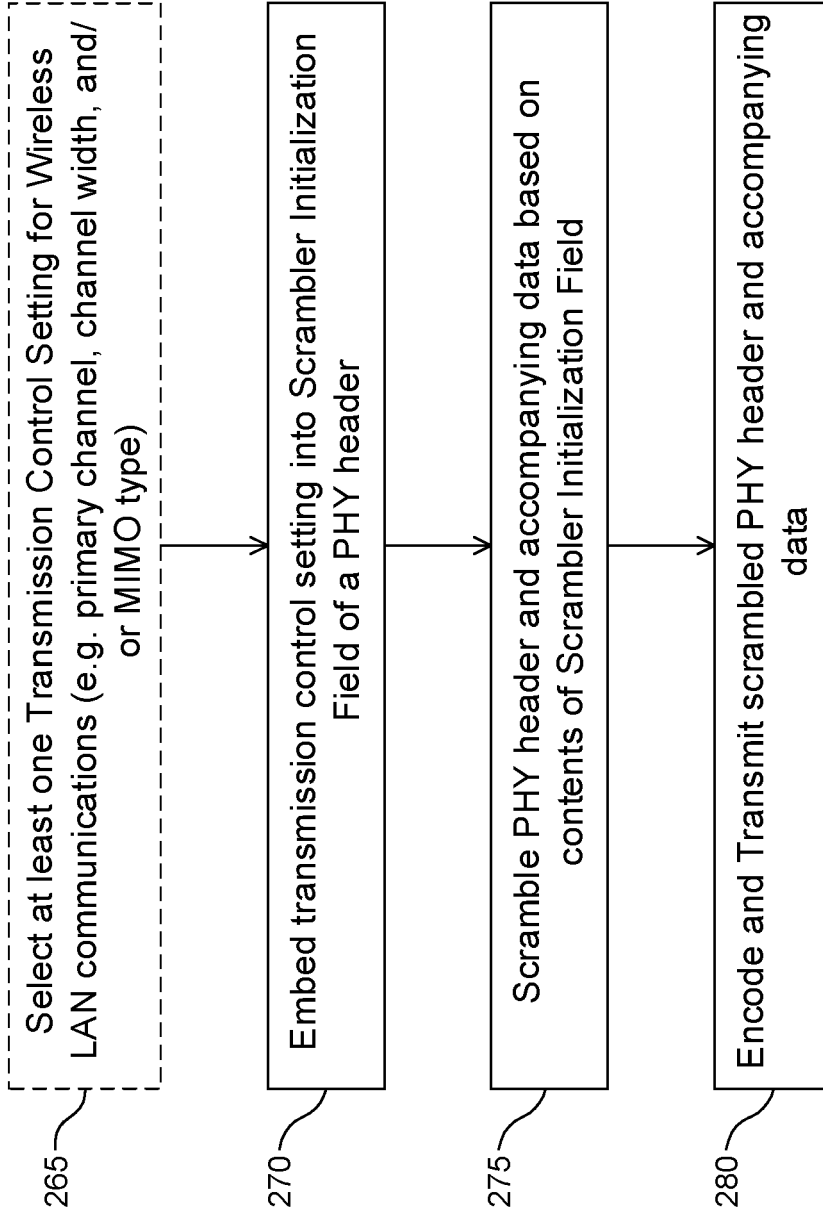 265
Select at least one Transmission Control Setting for Wireless
LAN communications (e.g. primary channel, channel width, and/
or MIMO type)
270
Embed transmission control setting into Scrambler Initialization
Field of a PHY header
275
Scramble PHY header and accompanying data based on
contents of Scrambler Initialization Field
280
Encode and Transmit scrambled PHY header and accompanying
data